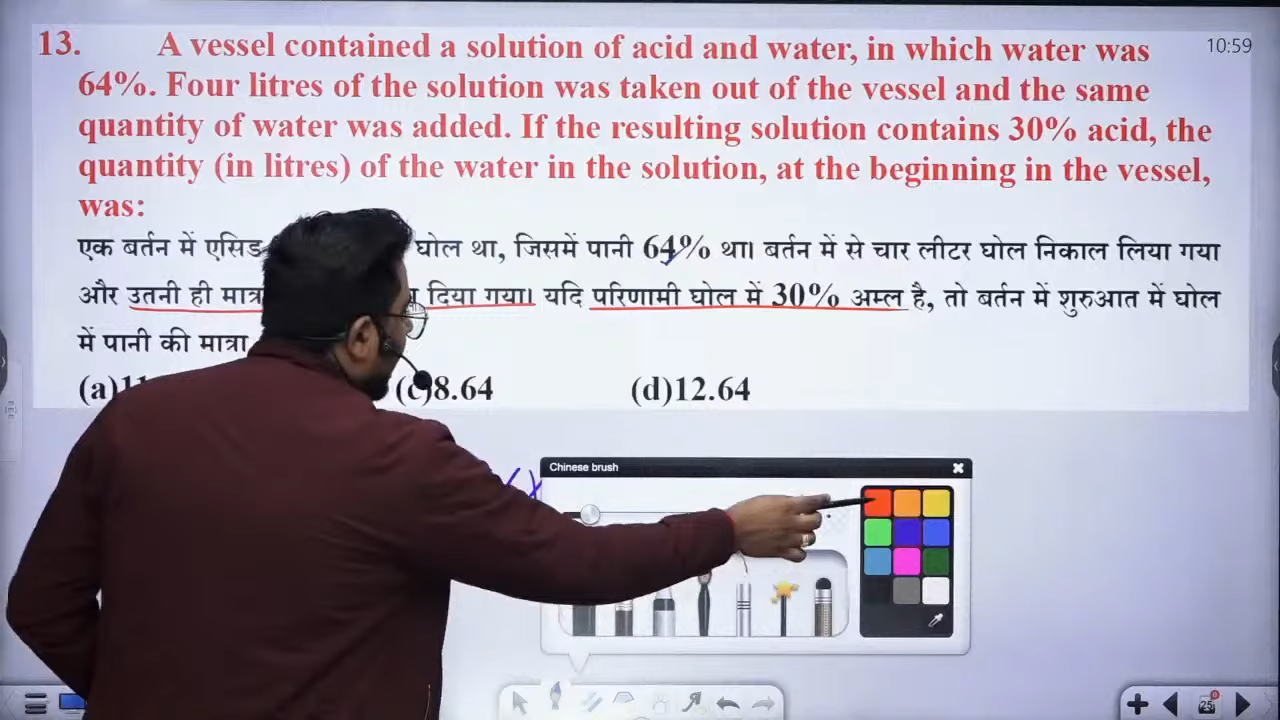 13. A vessel contained a solution of acid and water, in which water was
10:59
64%. Four litres of the solution was taken out of the vessel and the same
quantity of water was added. If the resulting solution contains 30% acid, the
quantity (in litres) of the water in the solution, at the beginning in the vessel,
was:
एक बर्तन में एसिड घोल था, जिसमें पानी 64% था। बर्तन में से चार लीटर घोल निकाल लिया गया
और उतनी ही दिया गया। यदि परिणामी घोल में 30% अम्ल है, तो बर्तन में शुरुआत में घोल
में पानी की मात्रा
(a) (c)8.64 (d)12.64
Chinese brush
25